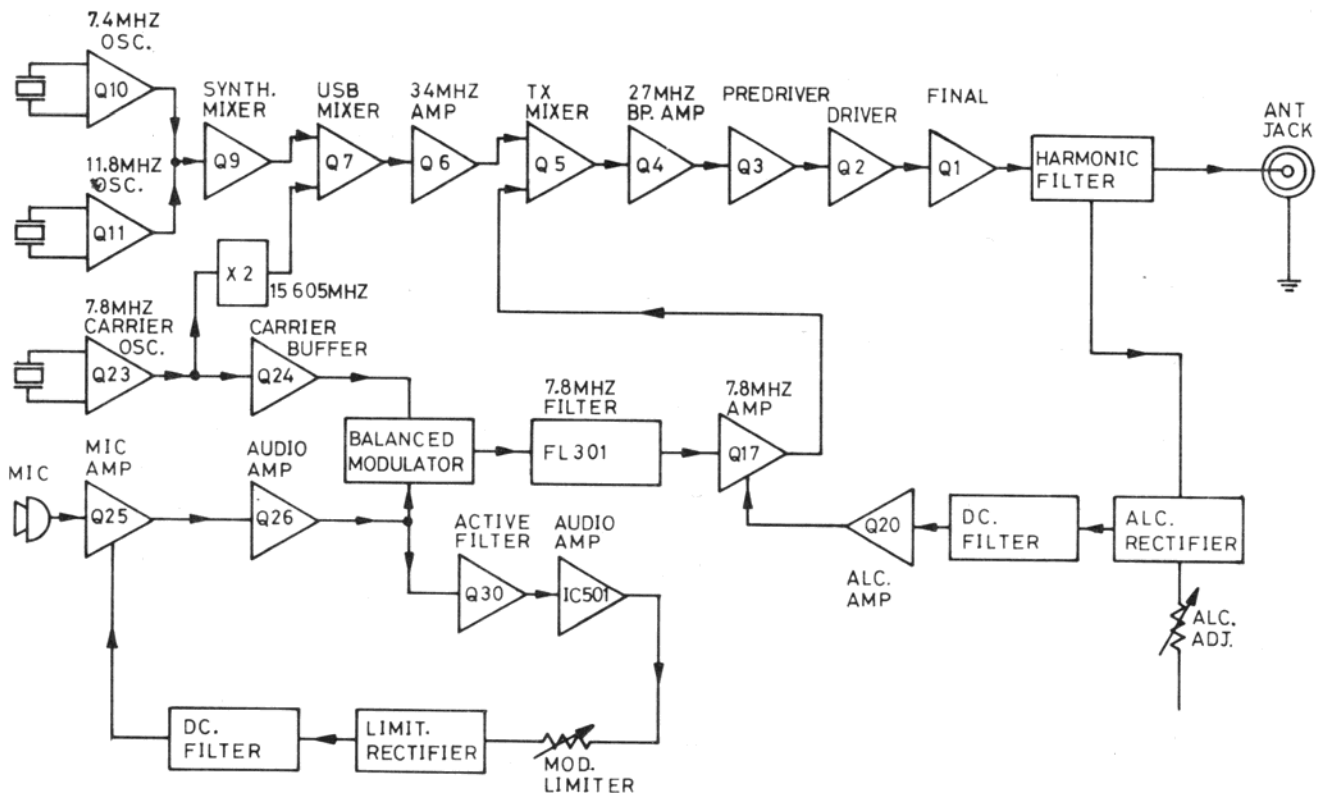 7.4MHZ
OSC.
Q10
SYNTH.
MIXER
Q9
USB
MIXER
Q7
34MHZ
AMP
Q6
TX
MIXER
Q5
27MHZ
BP. AMP
Q4
PREDRIVER
Q3
DRIVER
Q2
FINAL
Q1
HARMONIC
FILTER
ANT
JACK
11.8MHZ
OSC.
Q11
X 2
15 605MHZ
7.8MHZ
CARRIER
OSC.
Q23
CARRIER
BUFFER
Q24
BALANCED
MODULATOR
7.8MHZ
FILTER
FL301
7.8MHZ
AMP
Q17
MIC
MIC
AMP
Q25
AUDIO
AMP
Q26
ACTIVE
FILTER
Q30
AUDIO
AMP
IC501
Q20
ALC.
AMP
DC.
FILTER
ALC.
RECTIFIER
ALC.
ADJ.
DC.
FILTER
LIMIT.
RECTIFIER
MOD.
LIMITER